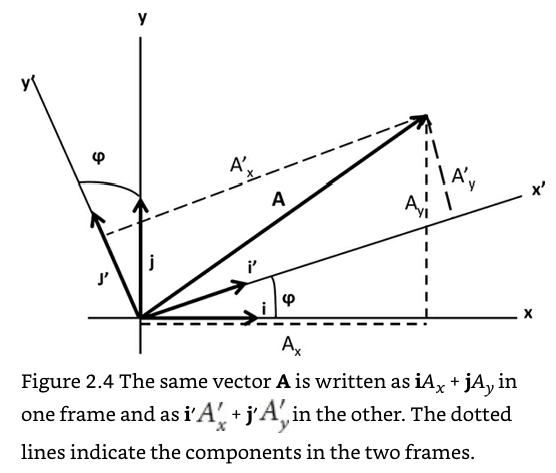 y
y'
φ
A'x
A'y
A
Ay
x'
i'
J'
j
φ
i
x
Ax
Figure 2.4 The same vector A is written as iAx + jAy in
one frame and as i'A'x + j'A'y in the other. The dotted
lines indicate the components in the two frames.